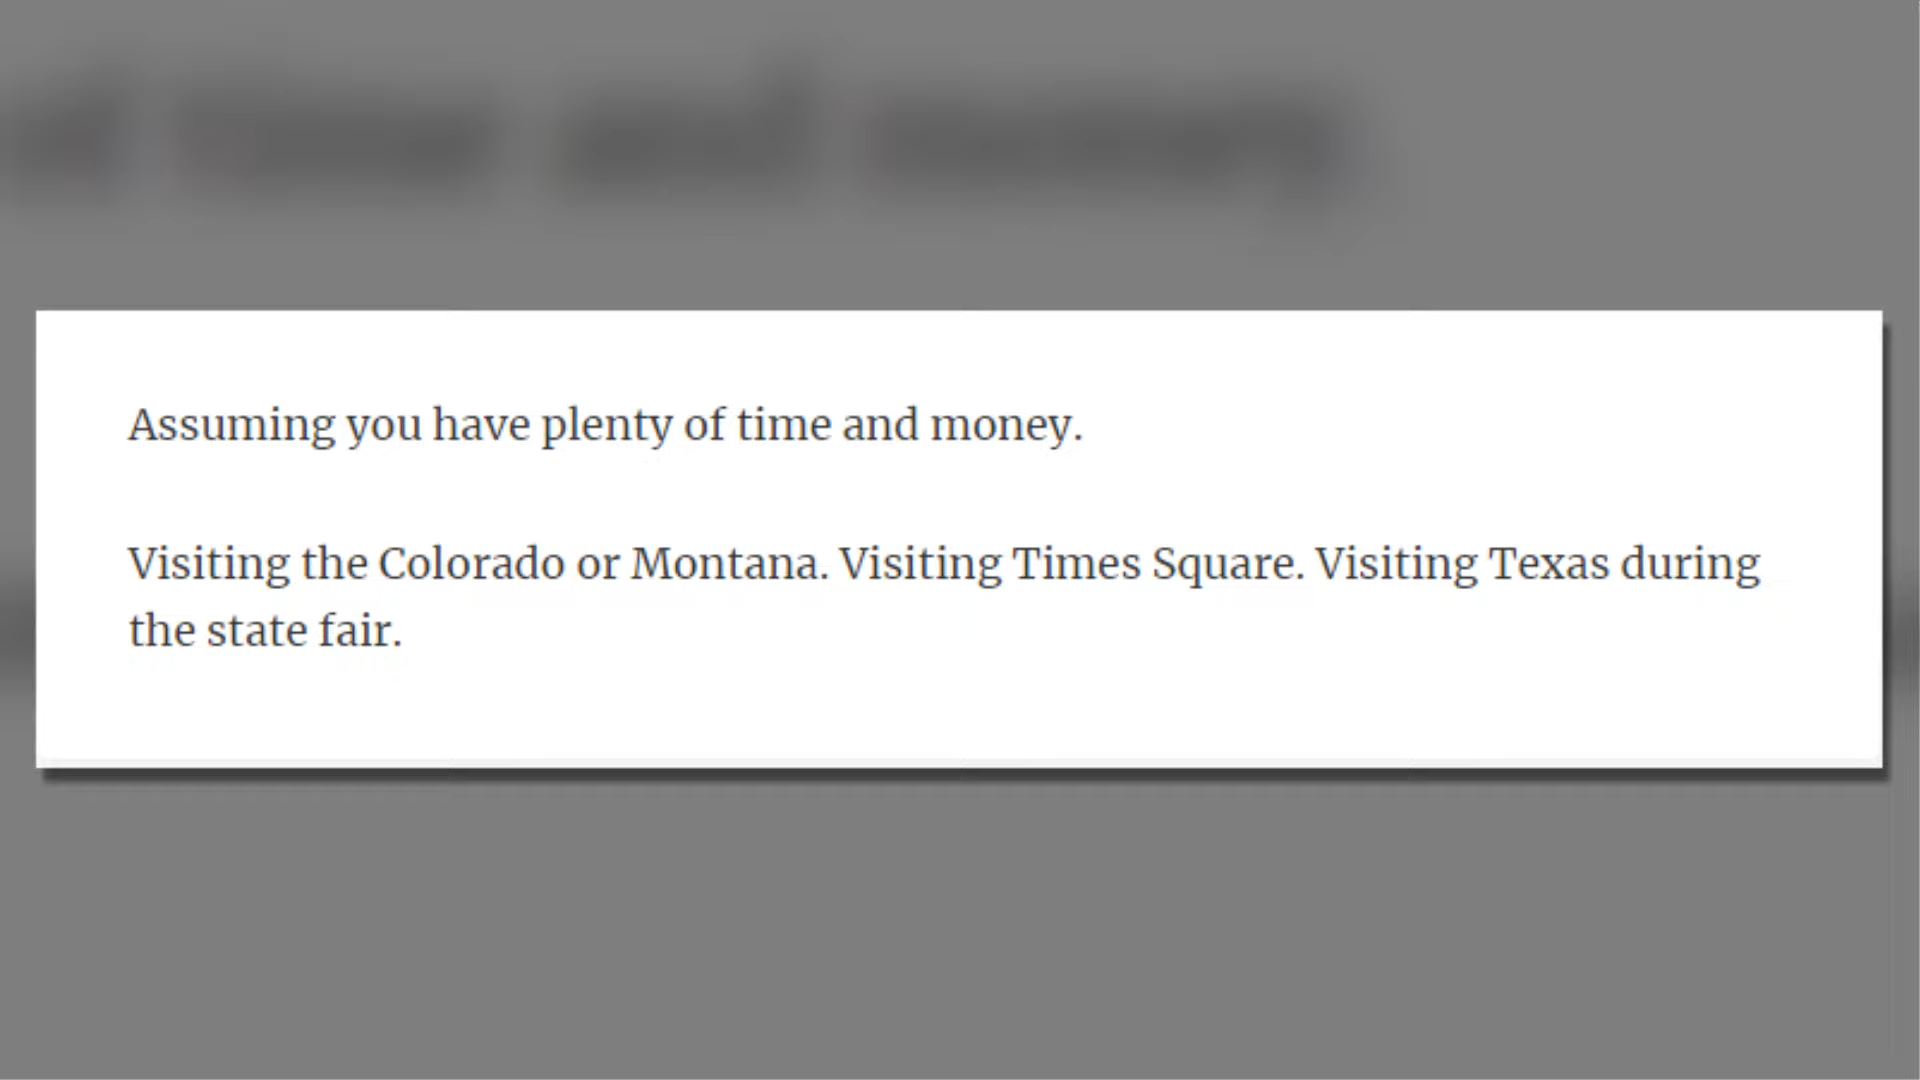 Assuming you have plenty of time and money.
Visiting the Colorado or Montana. Visiting Times Square. Visiting Texas during
the state fair.